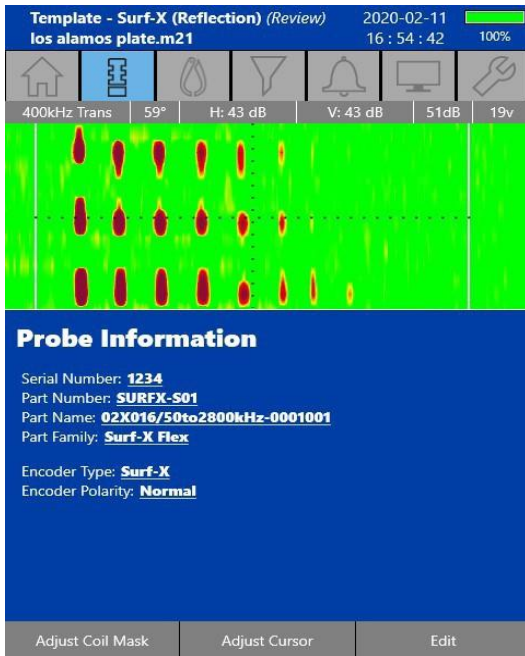 Template - Surf-X (Reflection) (Review) 2020-02-11
los alamos plate.m21 16 : 54 : 42 100%
400kHz Trans 59° H: 43 dB V: 43 dB 51dB 19v
Probe Information
Serial Number: 1234
Part Number: SURFX-S01
Part Name: 02X016/50to2800kHz-0001001
Part Family: Surf-X Flex
Encoder Type: Surf-X
Encoder Polarity: Normal
Adjust Coil Mask Adjust Cursor Edit